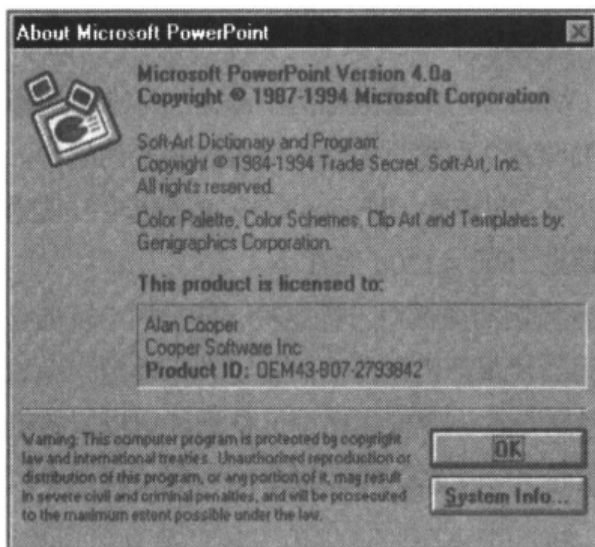 About Microsoft PowerPoint
Microsoft PowerPoint Version 4.0a
Copyright © 1987-1994 Microsoft Corporation
Soft-Art Dictionary and Program:
Copyright © 1984-1994 Trade Secret, Soft-Art, Inc.
All rights reserved.
Color Palette, Color Schemes, Clip Art and Templates by:
Genigraphics Corporation.
This product is licensed to:
Alan Cooper
Cooper Software Inc
Product ID: OEM43-B07-2793842
Warning: This computer program is protected by copyright
law and international treaties. Unauthorized reproduction or
distribution of this program, or any portion of it, may result
in severe civil and criminal penalties, and will be prosecuted
to the maximum extent possible under the law.
OK
System Info...